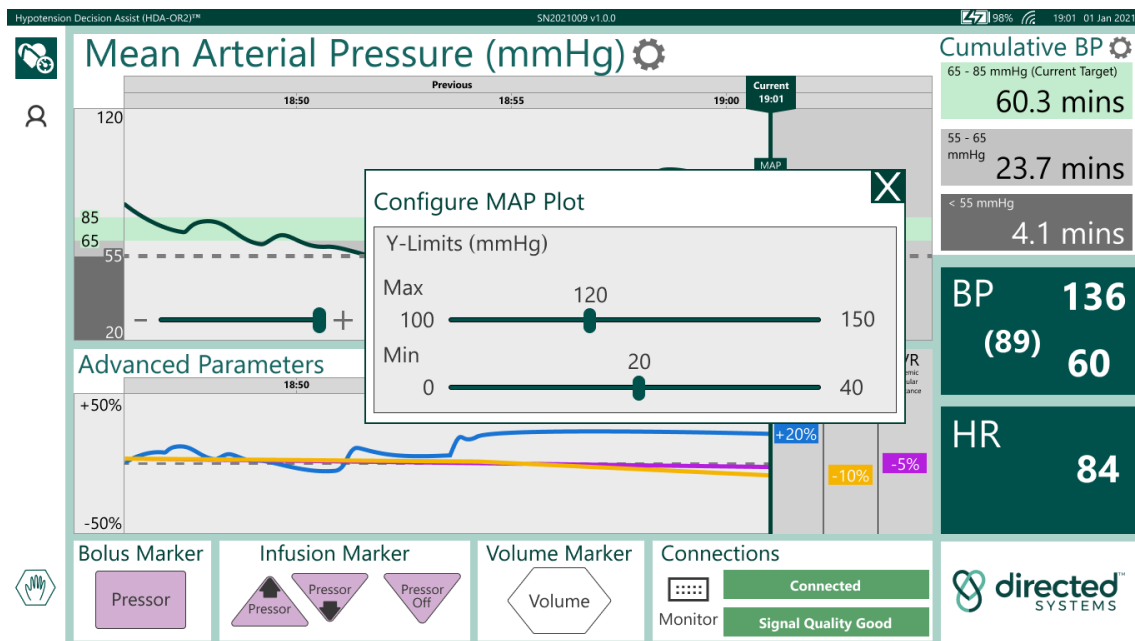 Hypotension Decision Assist (HDA-OR2)™
SN2021009 v1.0.0
98% 19:01 01 Jan 2021
Mean Arterial Pressure (mmHg)
Previous
Current
18:50 18:55 19:00 19:01
120
MAP
85
65
55
20
- +
Configure MAP Plot
X
Y-Limits (mmHg)
Max
120
100 150
Min
20
0 40
Advanced Parameters
18:50
+50%
-50%
+20%
-10%
-5%
Cumulative BP
65 - 85 mmHg (Current Target)
60.3 mins
55 - 65
mmHg
23.7 mins
< 55 mmHg
4.1 mins
BP 136
(89)
60
HR
84
Bolus Marker
Pressor
Infusion Marker
Pressor
Pressor
Pressor
Off
Volume Marker
Volume
Connections
Monitor
Connected
Signal Quality Good
directed™
SYSTEMS